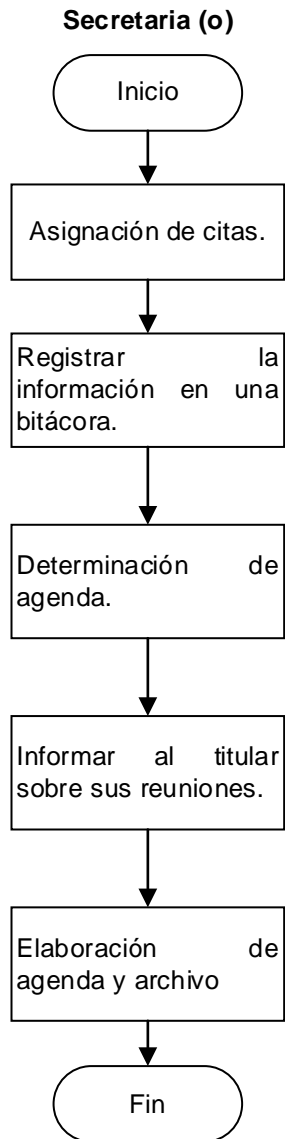 Secretaria (o)
Inicio
Asignación de citas.
Registrar la
información en una
bitácora.
Determinación de
agenda.
Informar al titular
sobre sus reuniones.
Elaboración de
agenda y archivo
Fin